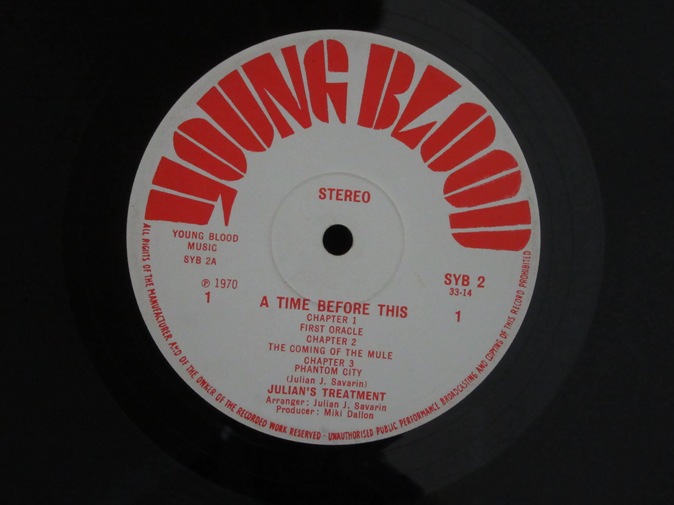 YOUNG BLOOD
STEREO
YOUNG BLOOD
MUSIC
SYB 2A
℗ 1970
1
SYB 2
33-14
1
A TIME BEFORE THIS
CHAPTER 1
FIRST ORACLE
CHAPTER 2
THE COMING OF THE MULE
CHAPTER 3
PHANTOM CITY
(Julian J. Savarin)
JULIAN'S TREATMENT
Arranger: Julian J. Savarin
Producer: Miki Dallon
ALL RIGHTS OF THE MANUFACTURER AND OF THE OWNER OF THE RECORDED WORK RESERVED - UNAUTHORISED PUBLIC PERFORMANCE BROADCASTING AND COPYING OF THIS RECORD PROHIBITED